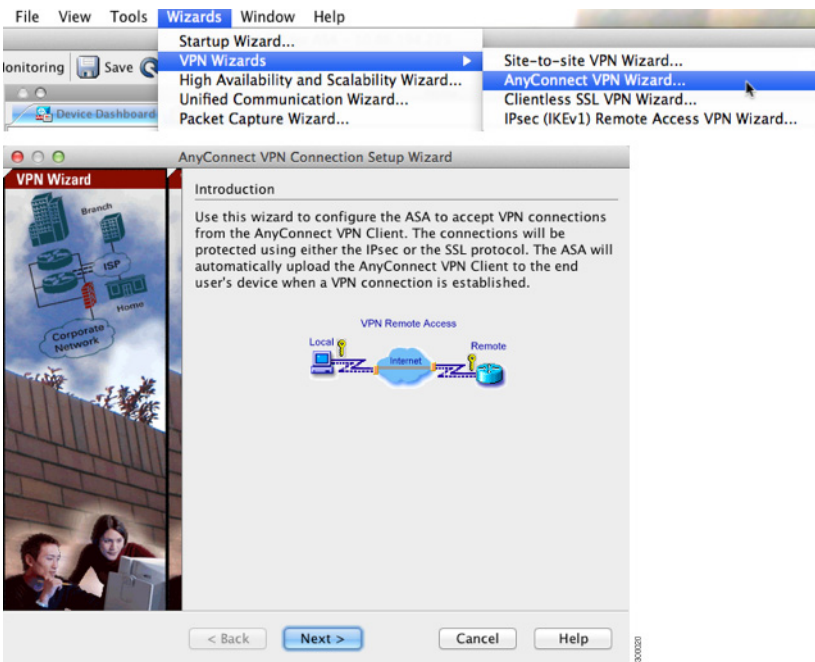 File View Tools Wizards Window Help
Startup Wizard...
VPN Wizards
High Availability and Scalability Wizard...
Unified Communication Wizard...
Packet Capture Wizard...
Site-to-site VPN Wizard...
AnyConnect VPN Wizard...
Clientless SSL VPN Wizard...
IPsec (IKEv1) Remote Access VPN Wizard...
lonitoring Save
Device Dashboard
AnyConnect VPN Connection Setup Wizard
VPN Wizard
Branch
ISP
Home
Corporate
Network
Introduction
Use this wizard to configure the ASA to accept VPN connections
from the AnyConnect VPN Client. The connections will be
protected using either the IPsec or the SSL protocol. The ASA will
automatically upload the AnyConnect VPN Client to the end
user's device when a VPN connection is established.
VPN Remote Access
Local
Internet
Remote
< Back Next > Cancel Help